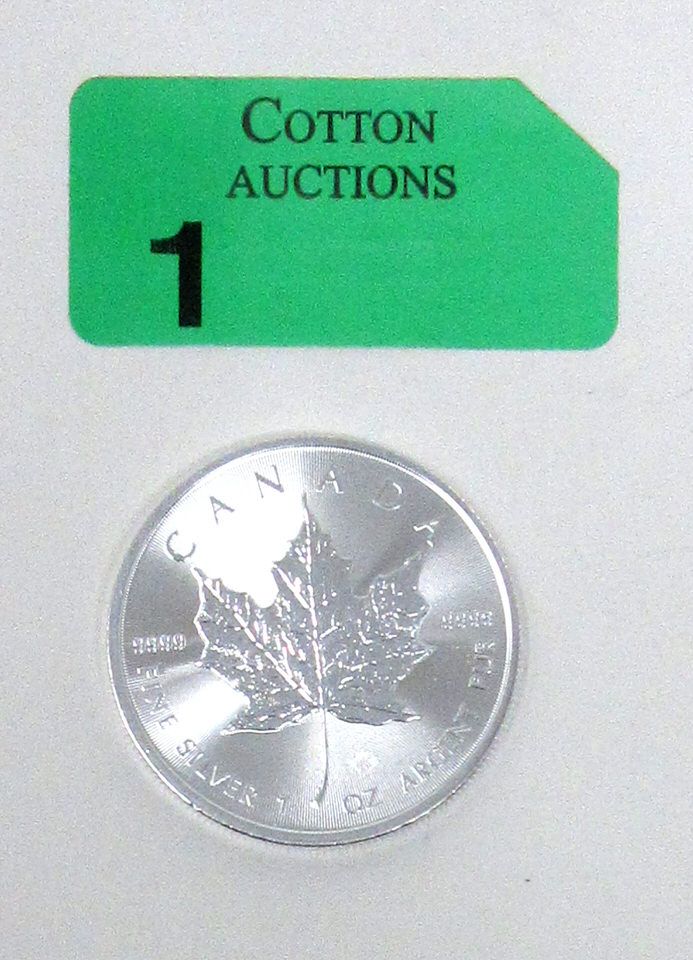 COTTON
AUCTIONS
1
CANADA
9999 9999
FINE SILVER 1 OZ ARGENT PUR